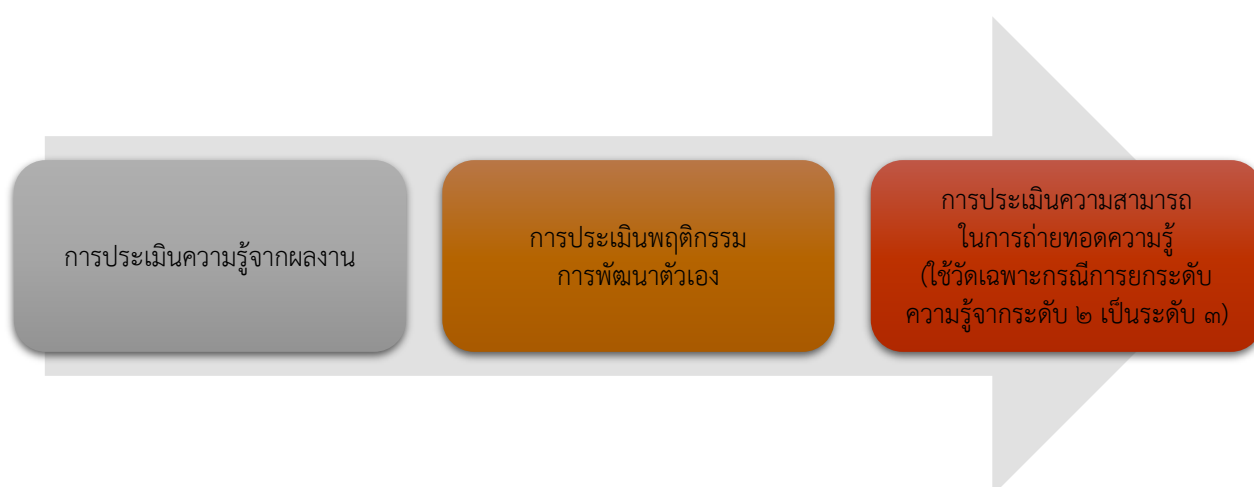 การประเมินความรู้จากผลงาน
การประเมินพฤติกรรม
การพัฒนาตัวเอง
การประเมินความสามารถ
ในการถ่ายทอดความรู้
(ใช้วัดเฉพาะกรณีการยกระดับ
ความรู้จากระดับ ๒ เป็นระดับ ๓)